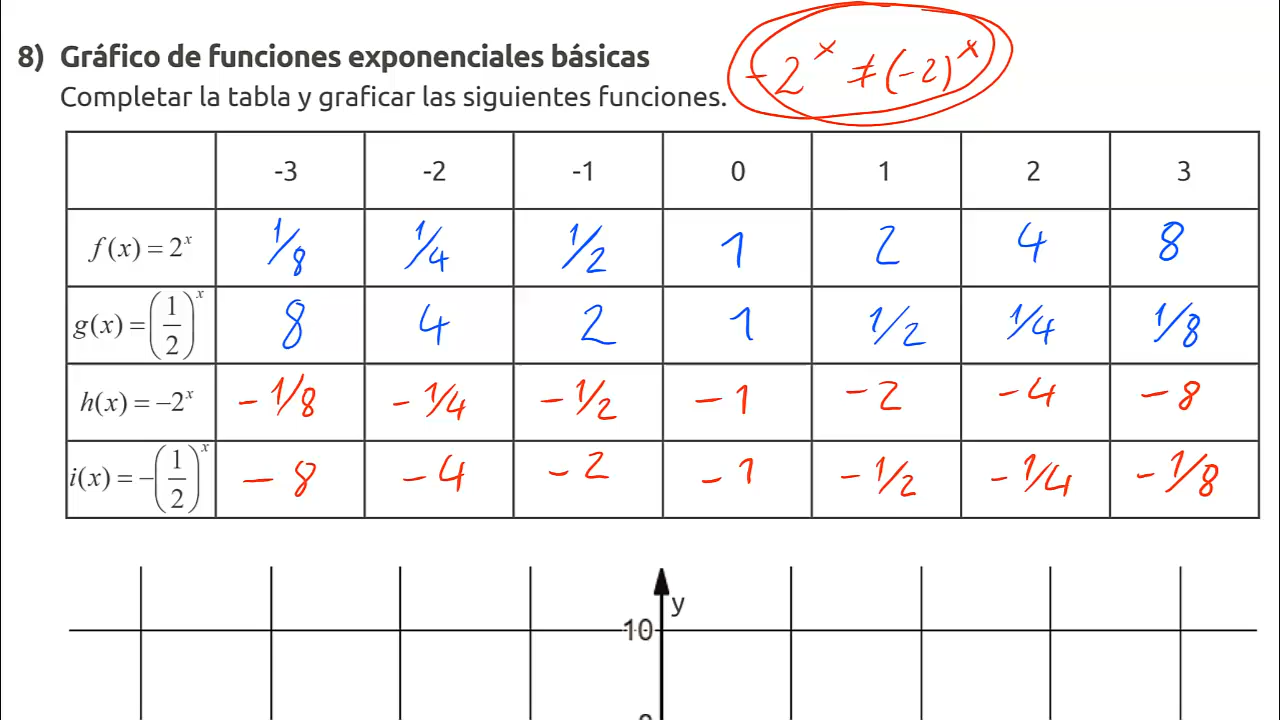 8) Gráfico de funciones exponenciales básicas
-2^x ≠ (-2)^x
Completar la tabla y graficar las siguientes funciones.
-3 -2 -1 0 1 2 3
f(x) = 2^x 1/8 1/4 1/2 1 2 4 8
g(x) = (1/2)^x 8 4 2 1 1/2 1/4 1/8
h(x) = -2^x -1/8 -1/4 -1/2 -1 -2 -4 -8
i(x) = -(1/2)^x -8 -4 -2 -1 -1/2 -1/4 -1/8
y
10